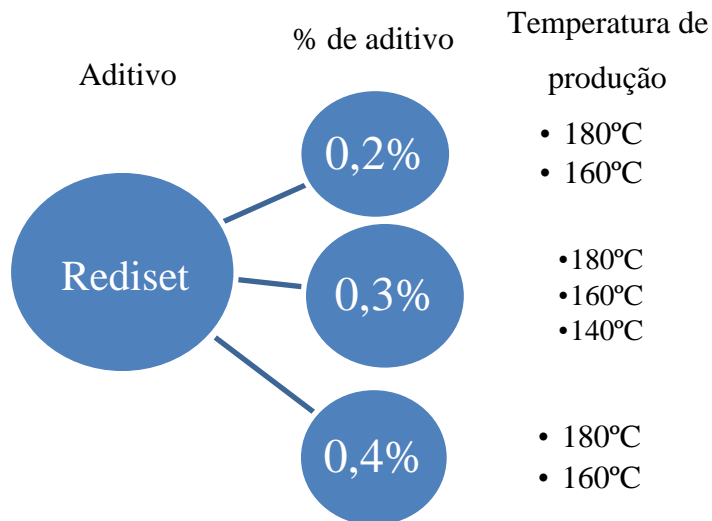 Aditivo
% de aditivo
Temperatura de
produção
Rediset
0,2%
• 180ºC
• 160ºC
0,3%
•180ºC
•160ºC
•140ºC
0,4%
• 180ºC
• 160ºC